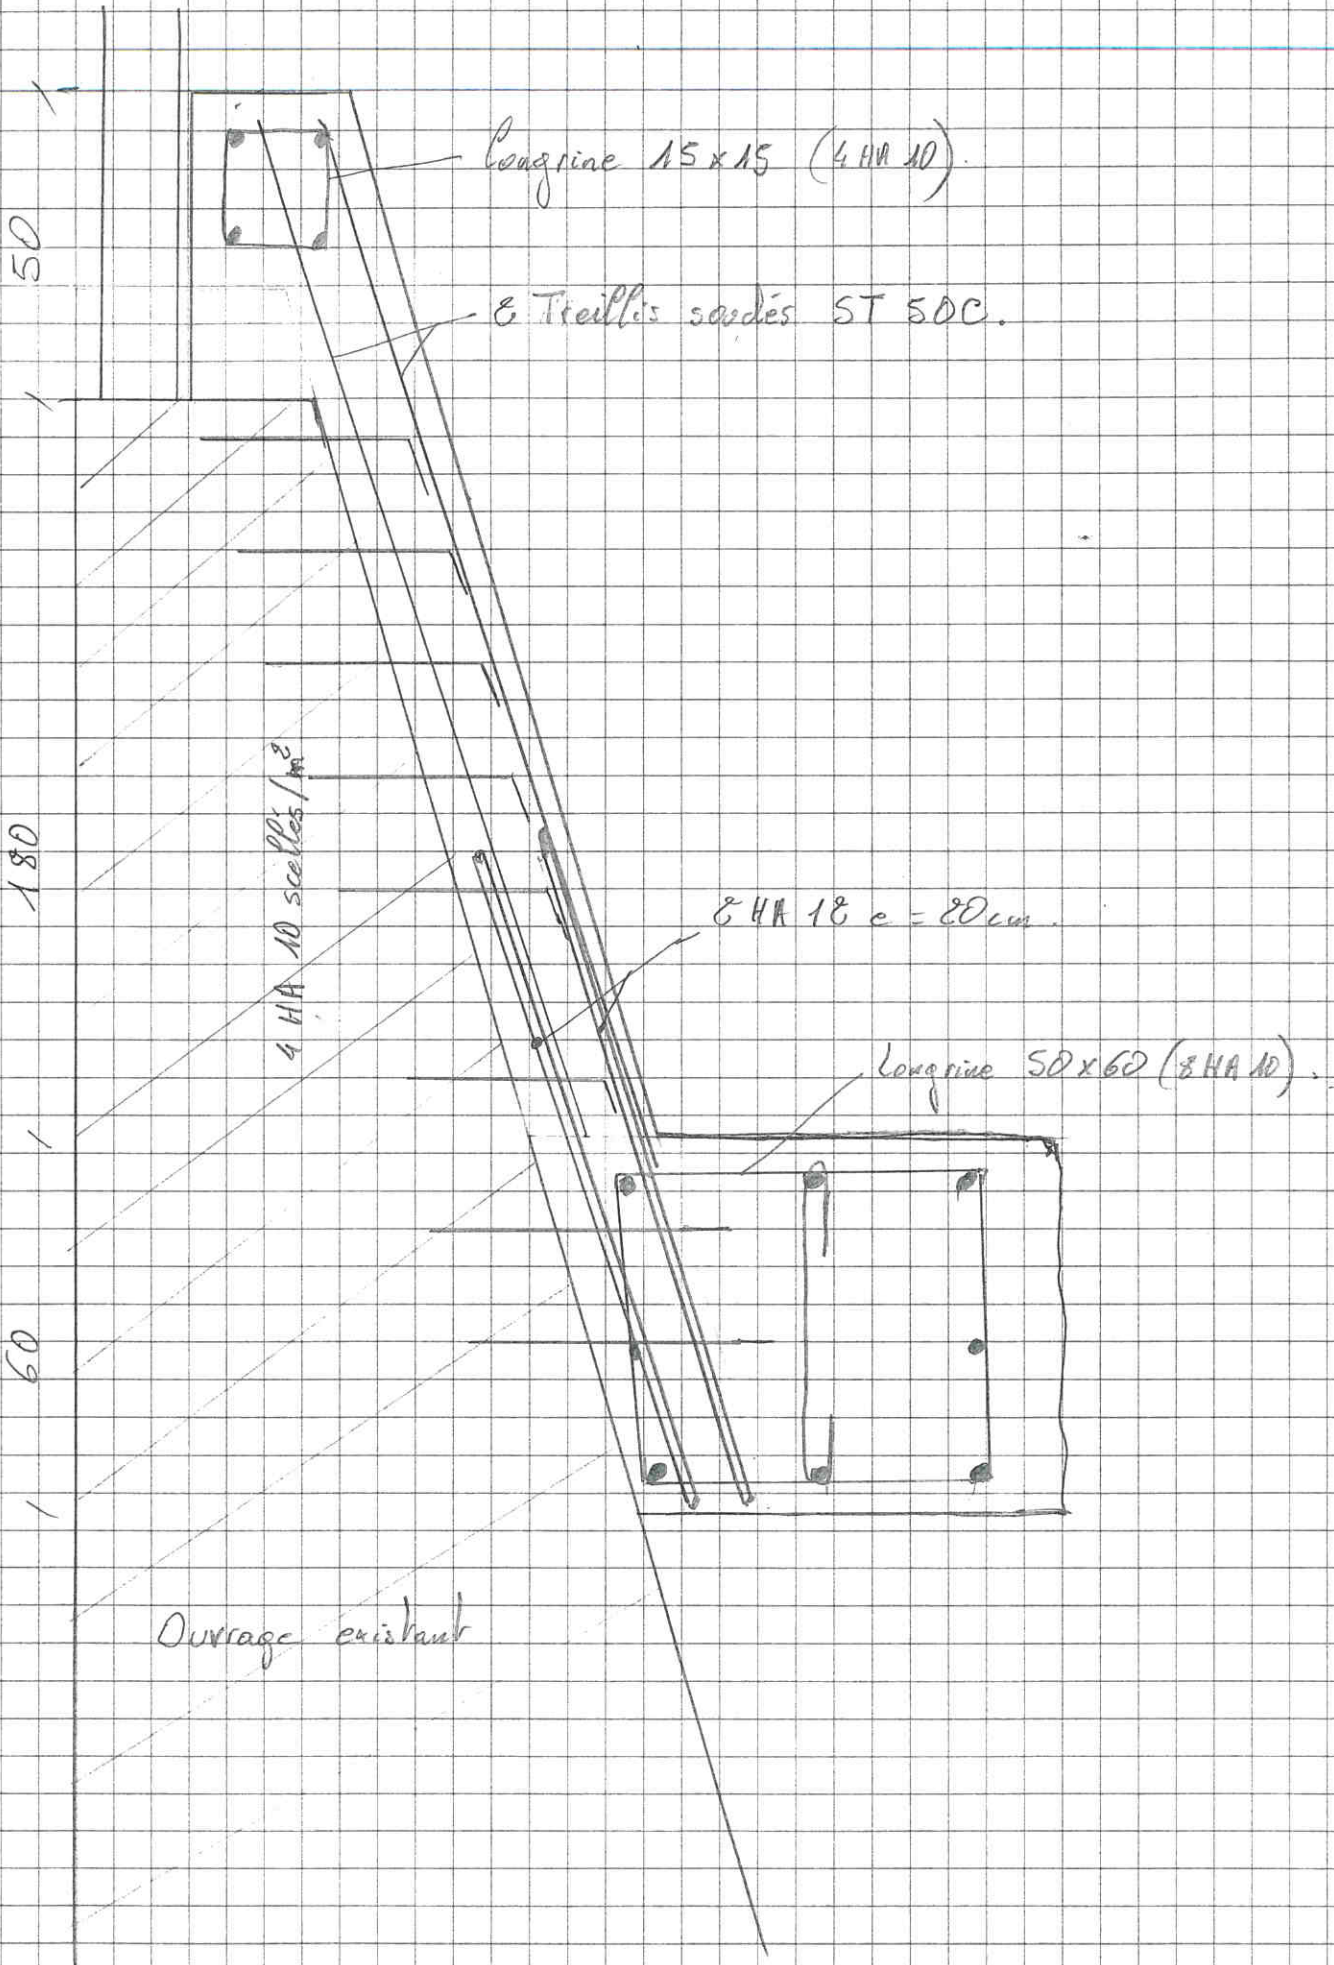 Longrine 15x15 (4 HA 10).
50
2 Treillis soudés ST 50C.
4 HA 10 scellés/m²
180
2 HA 12 e = 20cm.
Longrine 50x60 (8 HA 10).
60
Ouvrage existant